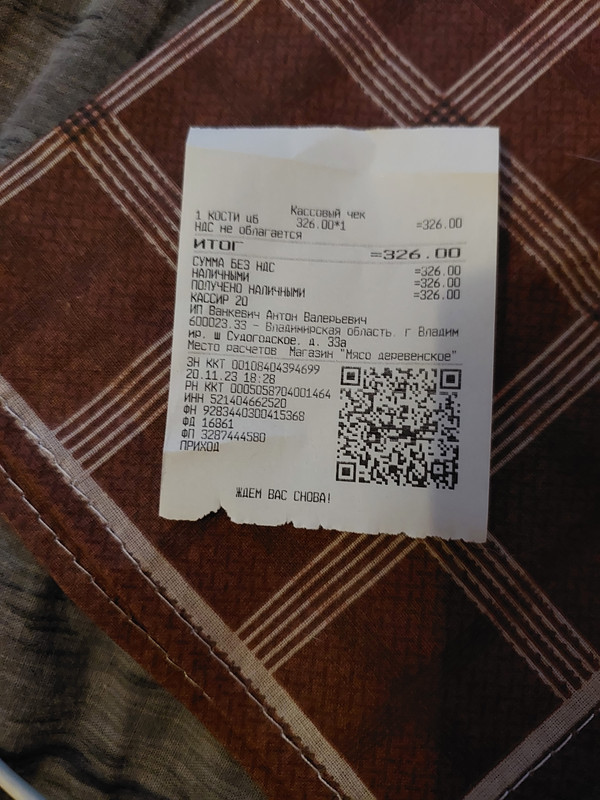 Кассовый чек
1 КОСТИ цб 326.00*1 =326.00
НДС не облагается
ИТОГ =326.00
СУММА БЕЗ НДС =326.00
НАЛИЧНЫМИ =326.00
ПОЛУЧЕНО НАЛИЧНЫМИ =326.00
КАССИР 20
ИП Ванкевич Антон Валерьевич
600023.33 - Владимирская область. г Владим
ир. ш Судогодское. д. 33а
Место расчетов Магазин "Мясо деревенское"
ЗН ККТ 00108404394699
20.11.23 18:28
РН ККТ 0005058704001464
ИНН 521404662520
ФН 9283440300415368
ФД 16861
ФП 3287444580
ПРИХОД
ЖДЕМ ВАС СНОВА!